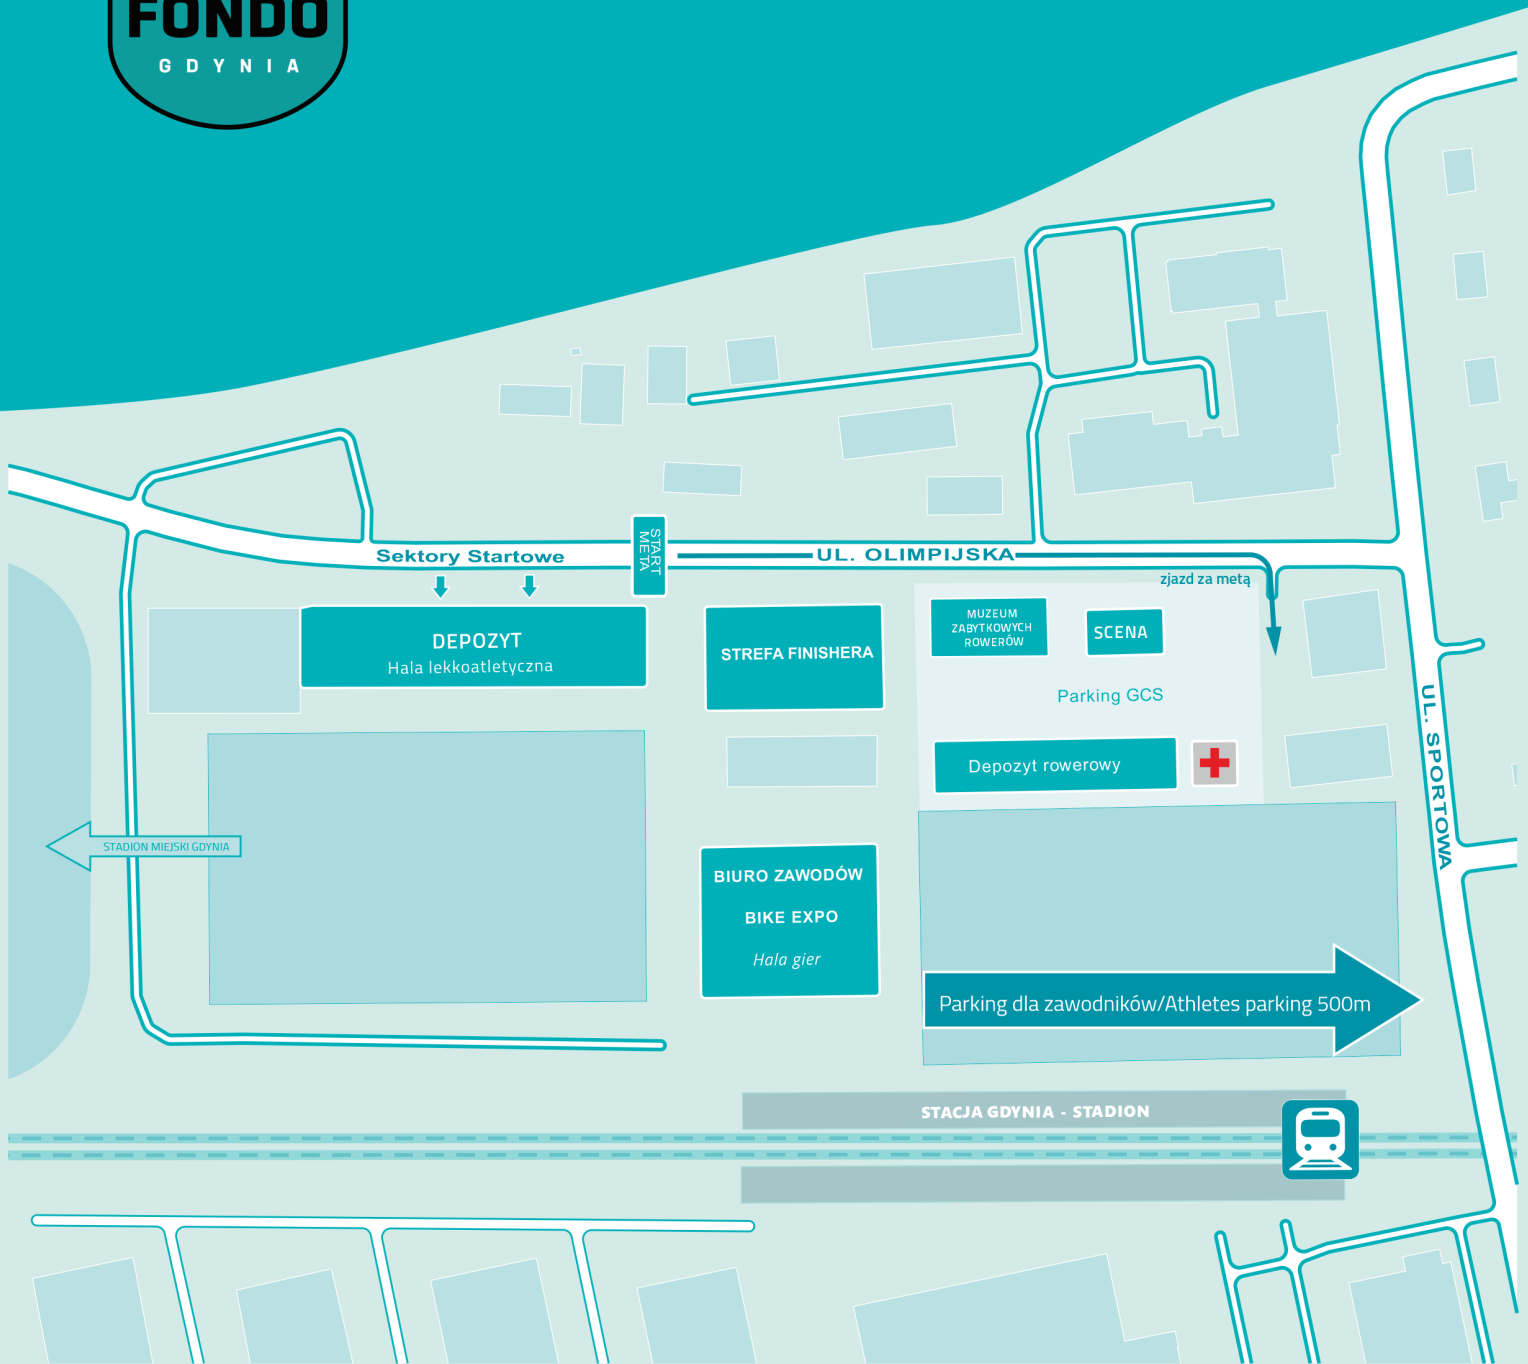 FONDO
GDYNIA
Sektory Startowe
START
META
UL. OLIMPIJSKA
zjazd za metą
DEPOZYT
Hala lekkoatletyczna
STREFA FINISHERA
MUZEUM
ZABYTKOWYCH
ROWERÓW
SCENA
Parking GCS
Depozyt rowerowy
UL. SPORTOWA
STADION MIEJSKI GDYNIA
BIURO ZAWODÓW
BIKE EXPO
Hala gier
Parking dla zawodników/Athletes parking 500m
STACJA GDYNIA - STADION